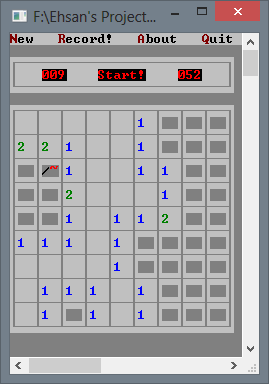 F:\Ehsan's Project...
New Record! About Quit
009 Start! 052
1
2 2 1 1
1 1 1
2 1
1 1 1 2
1 1 1 1
1
1 1 1 1
1 1 1